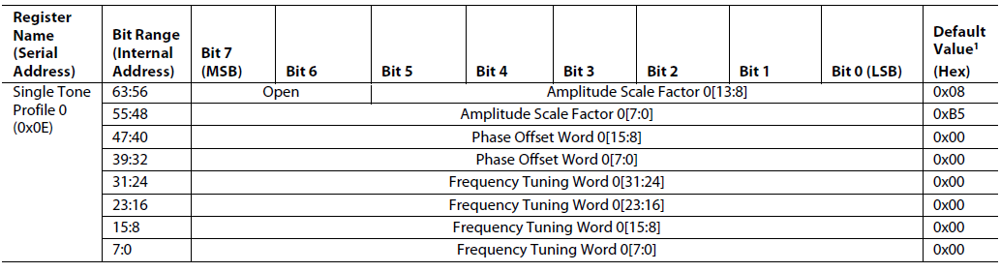 Register Name (Serial Address) Bit Range (Internal Address) Bit 7 (MSB) Bit 6 Bit 5 Bit 4 Bit 3 Bit 2 Bit 1 Bit 0 (LSB) Default Value1 (Hex)
Single Tone Profile 0 (0x0E) 63:56 Open Amplitude Scale Factor 0[13:8] 0x08
55:48 Amplitude Scale Factor 0[7:0] 0xB5
47:40 Phase Offset Word 0[15:8] 0x00
39:32 Phase Offset Word 0[7:0] 0x00
31:24 Frequency Tuning Word 0[31:24] 0x00
23:16 Frequency Tuning Word 0[23:16] 0x00
15:8 Frequency Tuning Word 0[15:8] 0x00
7:0 Frequency Tuning Word 0[7:0] 0x00